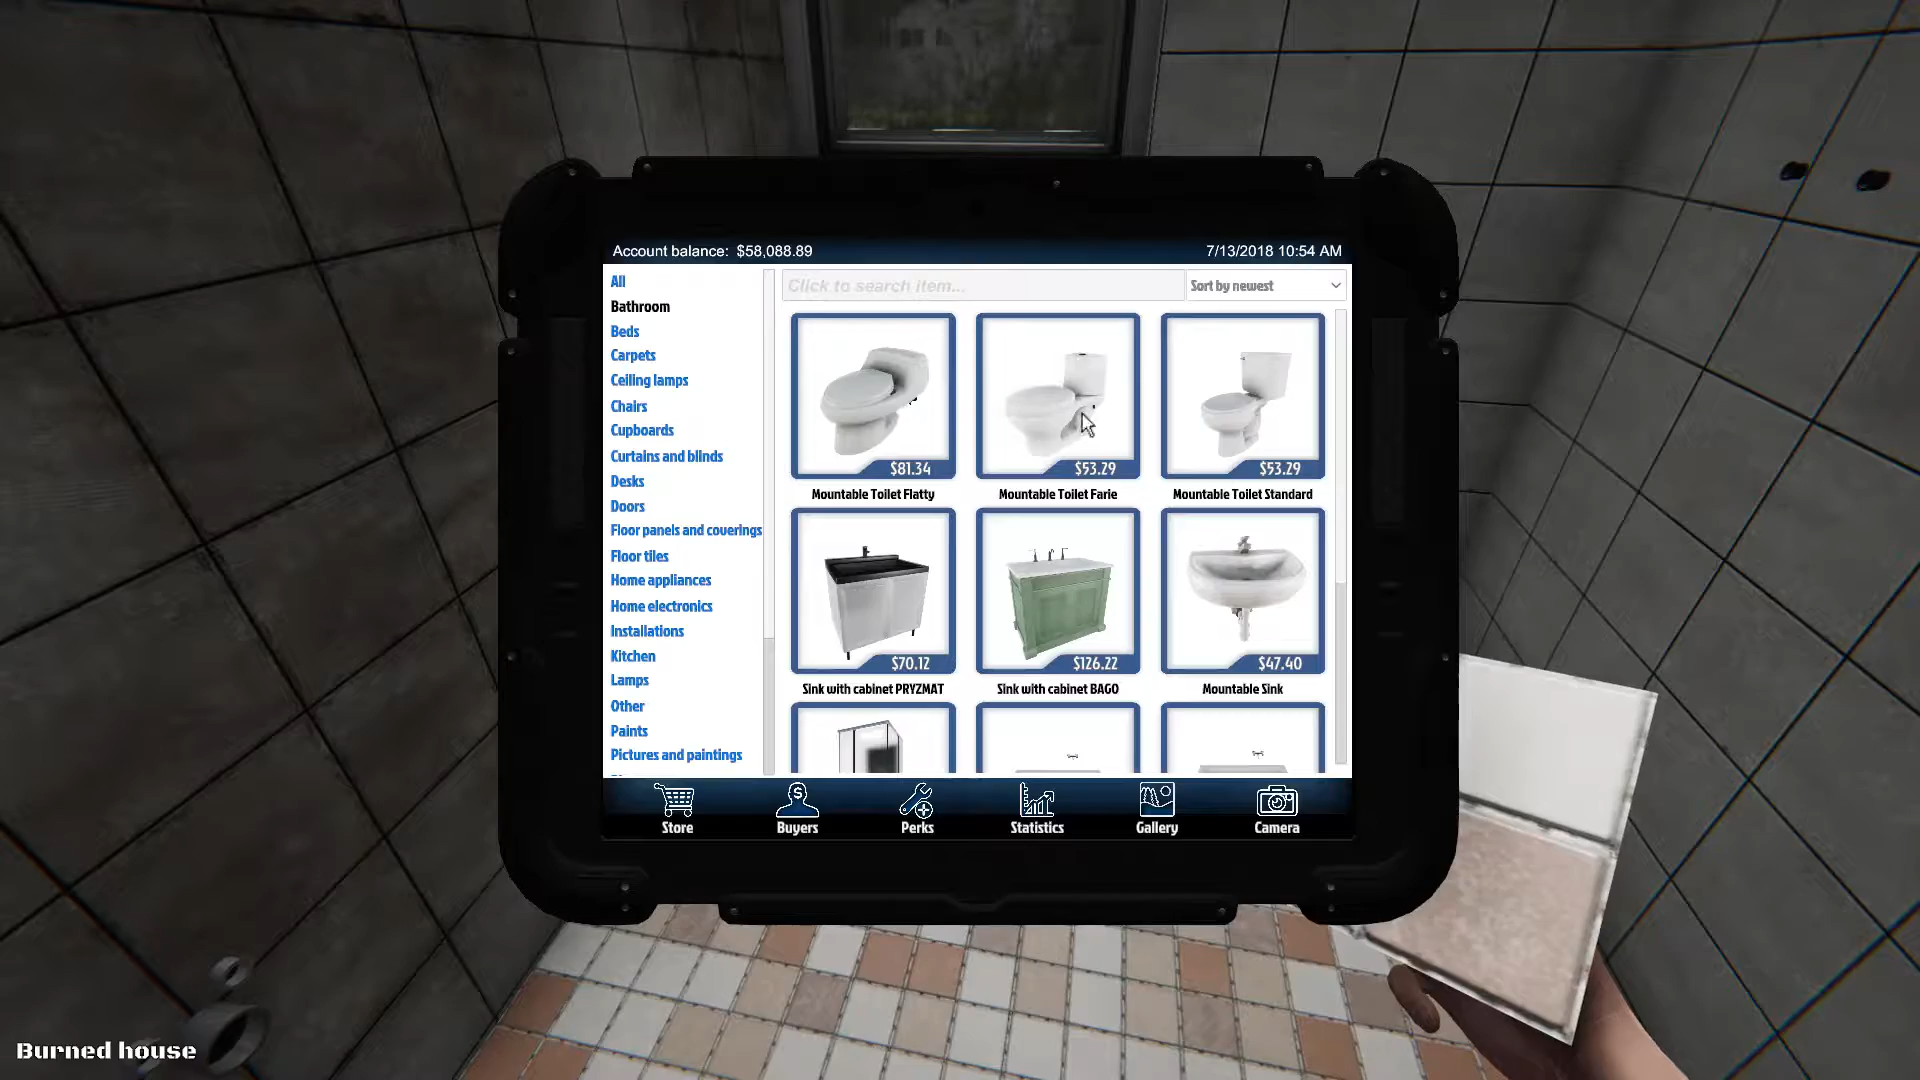 Account balance: $58,088.89
7/13/2018 10:54 AM
All
Bathroom
Beds
Carpets
Ceiling lamps
Chairs
Cupboards
Curtains and blinds
Desks
Doors
Floor panels and coverings
Floor tiles
Home appliances
Home electronics
Installations
Kitchen
Lamps
Other
Paints
Pictures and paintings
Click to search item...
Sort by newest
$81.34
$53.29
$53.29
Mountable Toilet Flatty
Mountable Toilet Farie
Mountable Toilet Standard
$70.12
$126.22
$47.40
Sink with cabinet PRYZMAT
Sink with cabinet BAGO
Mountable Sink
Store
Buyers
Perks
Statistics
Gallery
Camera
Burned house